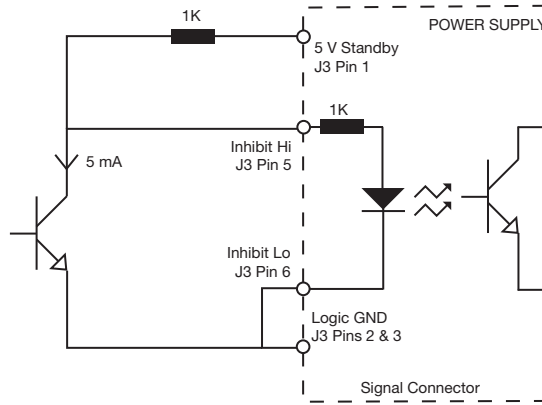 1K
POWER SUPPLY
5 V Standby
J3 Pin 1
1K
Inhibit Hi
J3 Pin 5
5 mA
Inhibit Lo
J3 Pin 6
Logic GND
J3 Pins 2 & 3
Signal Connector